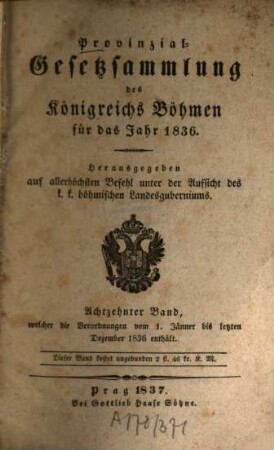 Provinzial-
Gesetzsammlung
des
Königreichs Böhmen
für das Jahr 1836.
Herausgegeben
auf allerhöchsten Befehl unter der Aufsicht des
k. k. böhmischen Landesguberniums.
Achtzehnter Band,
welcher die Verordnungen vom 1. Jänner bis letzten
Dezember 1836 enthält.
Dieser Band kostet ungebunden 2 fl. 46 kr. K. M.
Prag 1837.
Bei Gottlieb Haase Söhne.